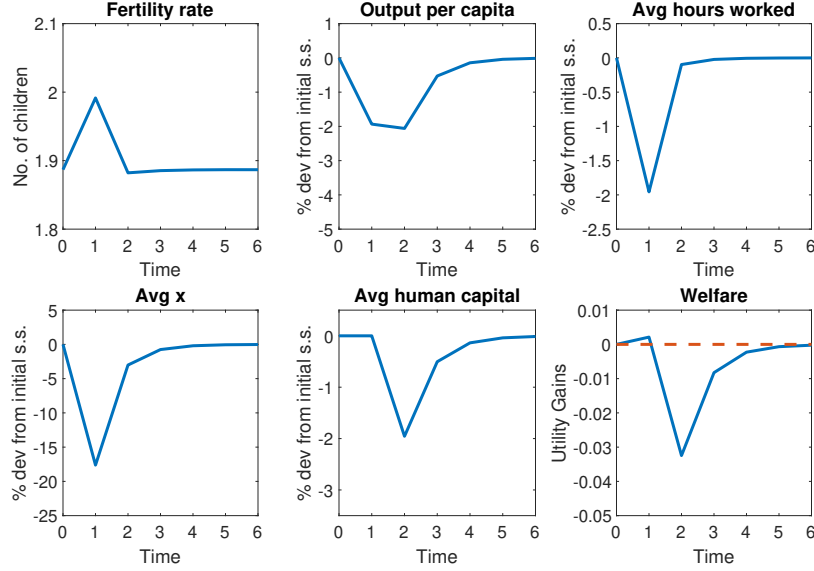 Fertility rate
2.1
2
1.9
1.8
No. of children
0 1 2 3 4 5 6
Time
Output per capita
1
0
-1
-2
-3
-4
-5
% dev from initial s.s.
0 1 2 3 4 5 6
Time
Avg hours worked
0.5
0
-0.5
-1
-1.5
-2
-2.5
% dev from initial s.s.
0 1 2 3 4 5 6
Time
Avg x
5
0
-5
-10
-15
-20
-25
% dev from initial s.s.
0 1 2 3 4 5 6
Time
Avg human capital
0
-1
-2
-3
% dev from initial s.s.
0 1 2 3 4 5 6
Time
Welfare
0.01
0
-0.01
-0.02
-0.03
-0.04
-0.05
Utility Gains
0 1 2 3 4 5 6
Time